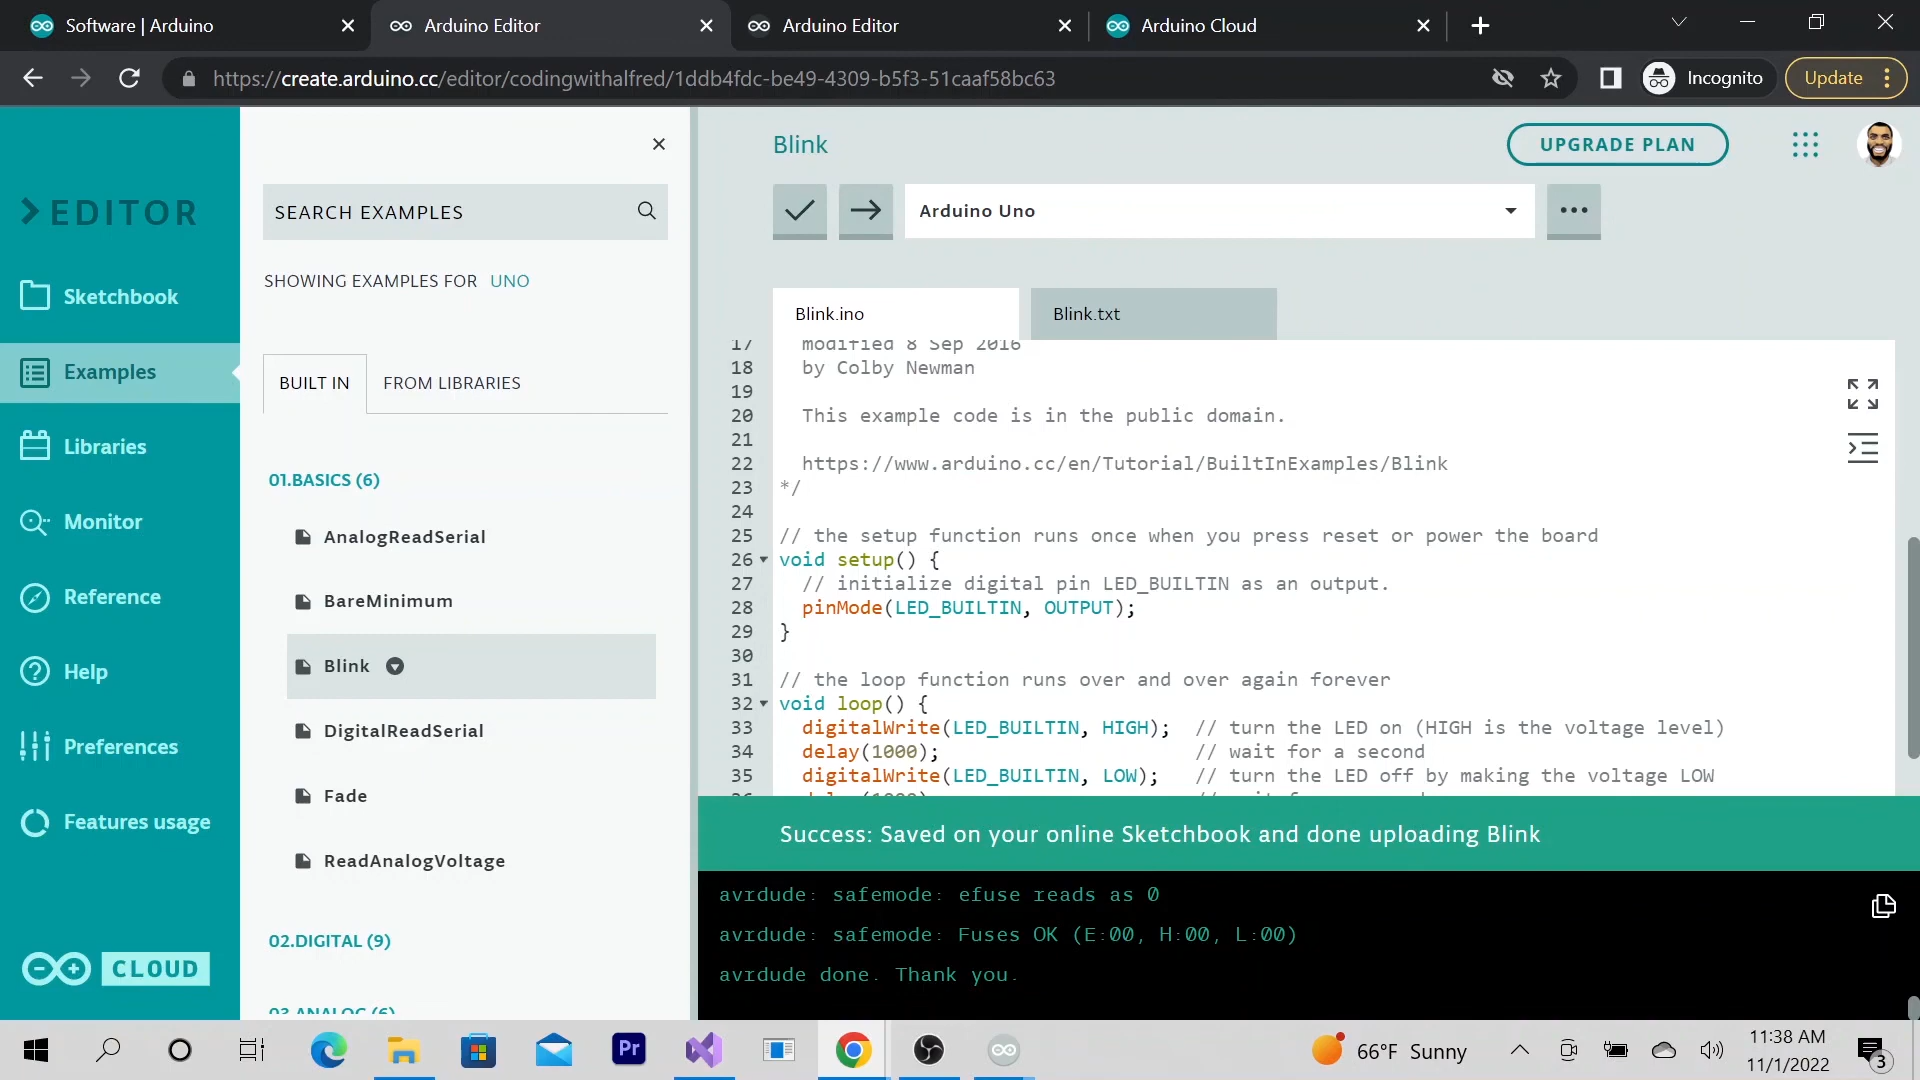 Software | Arduino
Arduino Editor
Arduino Editor
Arduino Cloud
https://create.arduino.cc/editor/codingwithalfred/1ddb4fdc-be49-4309-b5f3-51caaf58bc63
Incognito
Update
EDITOR
Sketchbook
Examples
Libraries
Monitor
Reference
Help
Preferences
Features usage
CLOUD
SEARCH EXAMPLES
SHOWING EXAMPLES FOR UNO
BUILT IN
FROM LIBRARIES
01.BASICS (6)
AnalogReadSerial
BareMinimum
Blink
DigitalReadSerial
Fade
ReadAnalogVoltage
02.DIGITAL (9)
03.ANALOG (6)
Blink
UPGRADE PLAN
Arduino Uno
Blink.ino
Blink.txt
17 modified 8 Sep 2016
18 by Colby Newman
19
20 This example code is in the public domain.
21
22 https://www.arduino.cc/en/Tutorial/BuiltInExamples/Blink
23 */
24
25 // the setup function runs once when you press reset or power the board
26 void setup() {
27 // initialize digital pin LED_BUILTIN as an output.
28 pinMode(LED_BUILTIN, OUTPUT);
29 }
30
31 // the loop function runs over and over again forever
32 void loop() {
33 digitalWrite(LED_BUILTIN, HIGH); // turn the LED on (HIGH is the voltage level)
34 delay(1000); // wait for a second
35 digitalWrite(LED_BUILTIN, LOW); // turn the LED off by making the voltage LOW
Success: Saved on your online Sketchbook and done uploading Blink
avrdude: safemode: efuse reads as 0
avrdude: safemode: Fuses OK (E:00, H:00, L:00)
avrdude done. Thank you.
Pr
66°F Sunny
11:38 AM
11/1/2022
3